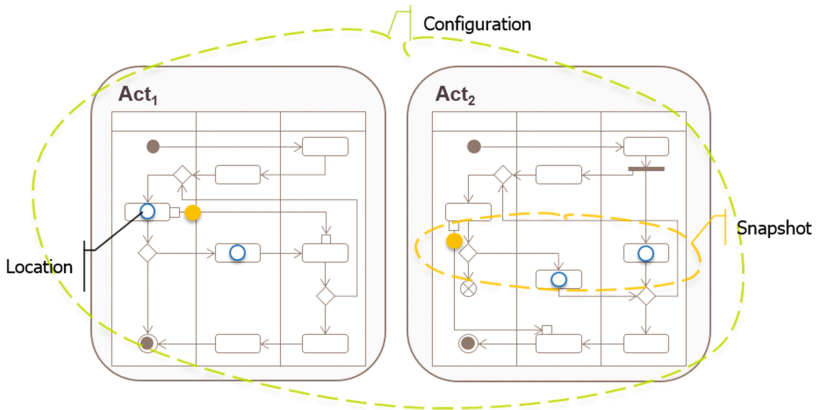 Configuration
Act₁
Act₂
Snapshot
Location